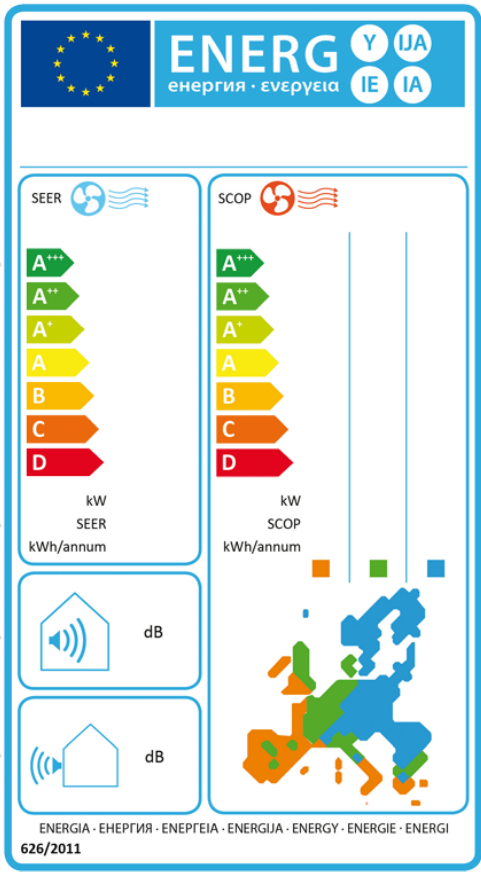 ENERG
енергия · ενεργεια
Y IJA
IE IA
SEER
A+++
A++
A+
A
B
C
D
kW
SEER
kWh/annum
SCOP
A+++
A++
A+
A
B
C
D
kW
SCOP
kWh/annum
dB
dB
ENERGIA · ЕНЕРГИЯ · ΕΝΕΡΓΕΙΑ · ENERGIJA · ENERGY · ENERGIE · ENERGI
626/2011